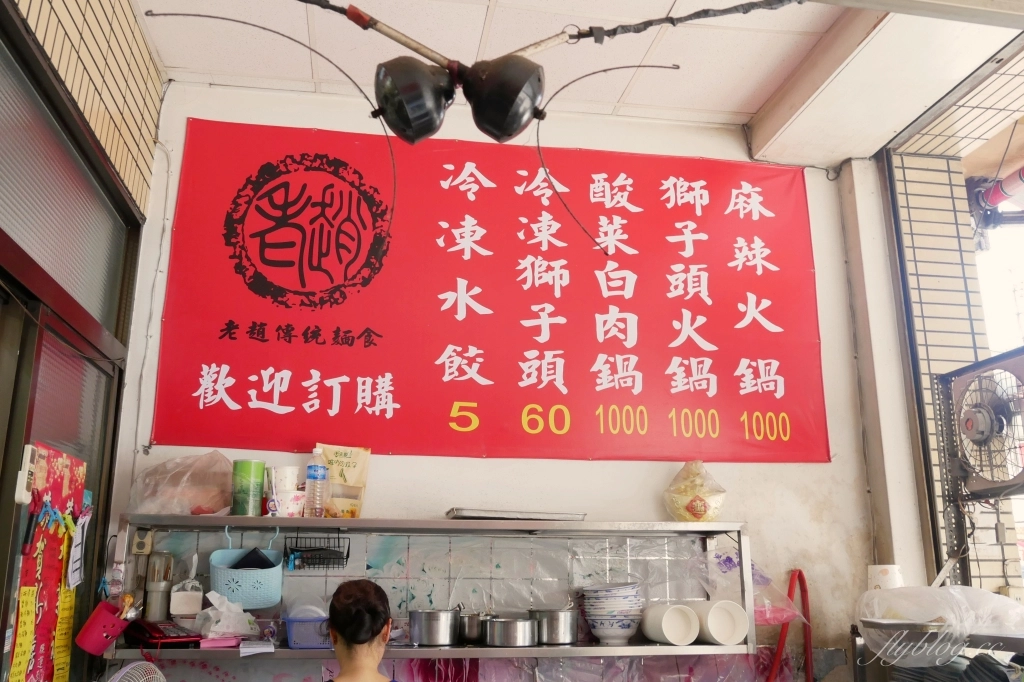 麻辣火鍋
1000
獅子頭火鍋
1000
酸菜白肉鍋
1000
冷凍獅子頭
60
冷凍水餃
5
老趙
老趙傳統麵食
歡迎訂購
flyblog.cc